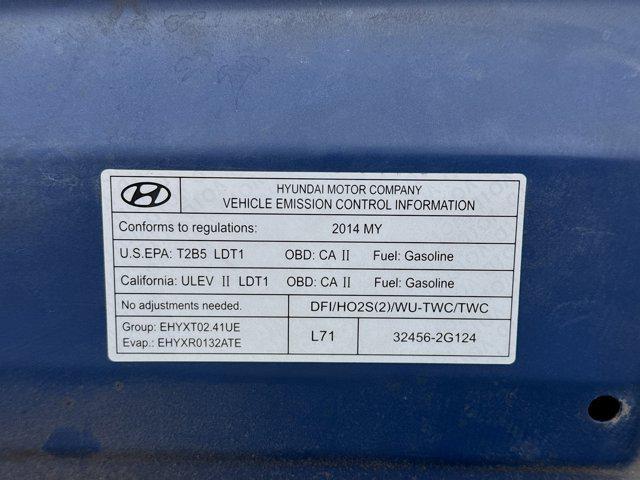 HYUNDAI MOTOR COMPANY
VEHICLE EMISSION CONTROL INFORMATION
Conforms to regulations: 2014 MY
U.S.EPA: T2B5 LDT1 OBD: CA II Fuel: Gasoline
California: ULEV II LDT1 OBD: CA II Fuel: Gasoline
No adjustments needed. DFI/HO2S(2)/WU-TWC/TWC
Group: EHYXT02.41UE
Evap.: EHYXR0132ATE
L71
32456-2G124